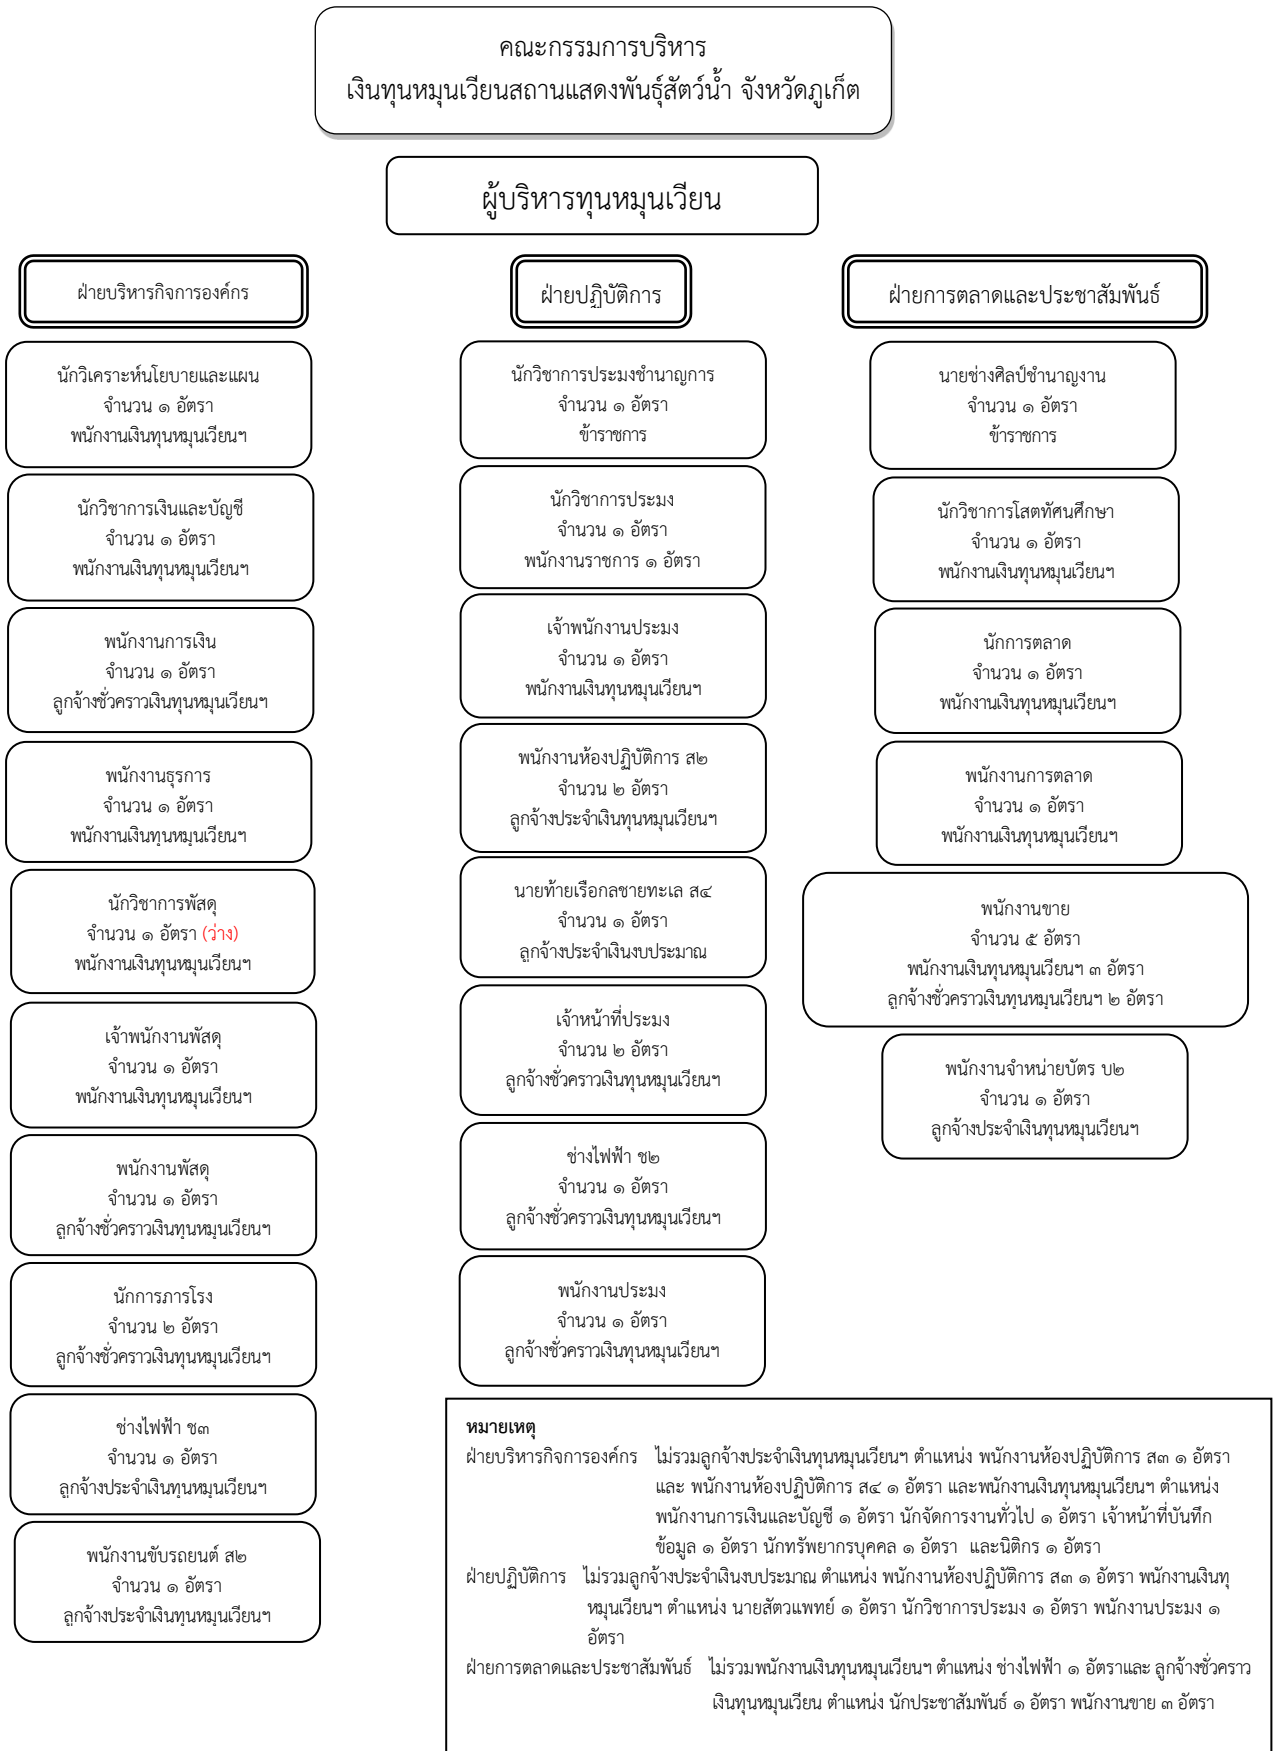 คณะกรรมการบริหาร
เงินทุนหมุนเวียนสถานแสดงพันธุ์สัตว์น้ำ จังหวัดภูเก็ต
ผู้บริหารทุนหมุนเวียน
ฝ่ายบริหารกิจการองค์กร
นักวิเคราะห์นโยบายและแผน
จำนวน ๑ อัตรา
พนักงานเงินทุนหมุนเวียนฯ
นักวิชาการเงินและบัญชี
จำนวน ๑ อัตรา
พนักงานเงินทุนหมุนเวียนฯ
พนักงานการเงิน
จำนวน ๑ อัตรา
ลูกจ้างชั่วคราวเงินทุนหมุนเวียนฯ
พนักงานธุรการ
จำนวน ๑ อัตรา
พนักงานเงินทุนหมุนเวียนฯ
นักวิชาการพัสดุ
จำนวน ๑ อัตรา (ว่าง)
พนักงานเงินทุนหมุนเวียนฯ
เจ้าพนักงานพัสดุ
จำนวน ๑ อัตรา
พนักงานเงินทุนหมุนเวียนฯ
พนักงานพัสดุ
จำนวน ๑ อัตรา
ลูกจ้างชั่วคราวเงินทุนหมุนเวียนฯ
นักการภารโรง
จำนวน ๒ อัตรา
ลูกจ้างชั่วคราวเงินทุนหมุนเวียนฯ
ช่างไฟฟ้า ช๓
จำนวน ๑ อัตรา
ลูกจ้างประจำเงินทุนหมุนเวียนฯ
พนักงานขับรถยนต์ ส๒
จำนวน ๑ อัตรา
ลูกจ้างประจำเงินทุนหมุนเวียนฯ
ฝ่ายปฏิบัติการ
นักวิชาการประมงชำนาญการ
จำนวน ๑ อัตรา
ข้าราชการ
นักวิชาการประมง
จำนวน ๑ อัตรา
พนักงานราชการ ๑ อัตรา
เจ้าพนักงานประมง
จำนวน ๑ อัตรา
พนักงานเงินทุนหมุนเวียนฯ
พนักงานห้องปฏิบัติการ ส๒
จำนวน ๒ อัตรา
ลูกจ้างประจำเงินทุนหมุนเวียนฯ
นายท้ายเรือกลชายทะเล ส๔
จำนวน ๑ อัตรา
ลูกจ้างประจำเงินงบประมาณ
เจ้าหน้าที่ประมง
จำนวน ๒ อัตรา
ลูกจ้างชั่วคราวเงินทุนหมุนเวียนฯ
ช่างไฟฟ้า ช๒
จำนวน ๑ อัตรา
ลูกจ้างชั่วคราวเงินทุนหมุนเวียนฯ
พนักงานประมง
จำนวน ๑ อัตรา
ลูกจ้างชั่วคราวเงินทุนหมุนเวียนฯ
ฝ่ายการตลาดและประชาสัมพันธ์
นายช่างศิลป์ชำนาญงาน
จำนวน ๑ อัตรา
ข้าราชการ
นักวิชาการโสตทัศนศึกษา
จำนวน ๑ อัตรา
พนักงานเงินทุนหมุนเวียนฯ
นักการตลาด
จำนวน ๑ อัตรา
พนักงานเงินทุนหมุนเวียนฯ
พนักงานการตลาด
จำนวน ๑ อัตรา
พนักงานเงินทุนหมุนเวียนฯ
พนักงานขาย
จำนวน ๕ อัตรา
พนักงานเงินทุนหมุนเวียนฯ ๓ อัตรา
ลูกจ้างชั่วคราวเงินทุนหมุนเวียนฯ ๒ อัตรา
พนักงานจำหน่ายบัตร ป๒
จำนวน ๑ อัตรา
ลูกจ้างประจำเงินทุนหมุนเวียนฯ
หมายเหตุ
ฝ่ายบริหารกิจการองค์กร ไม่รวมลูกจ้างประจำเงินทุนหมุนเวียนฯ ตำแหน่ง พนักงานห้องปฏิบัติการ ส๓ ๑ อัตรา
และ พนักงานห้องปฏิบัติการ ส๔ ๑ อัตรา และพนักงานเงินทุนหมุนเวียนฯ ตำแหน่ง
พนักงานการเงินและบัญชี ๑ อัตรา นักจัดการงานทั่วไป ๑ อัตรา เจ้าหน้าที่บันทึก
ข้อมูล ๑ อัตรา นักทรัพยากรบุคคล ๑ อัตรา และนิติกร ๑ อัตรา
ฝ่ายปฏิบัติการ ไม่รวมลูกจ้างประจำเงินงบประมาณ ตำแหน่ง พนักงานห้องปฏิบัติการ ส๓ ๑ อัตรา พนักงานเงินทุ
หมุนเวียนฯ ตำแหน่ง นายสัตวแพทย์ ๑ อัตรา นักวิชาการประมง ๑ อัตรา พนักงานประมง ๑
อัตรา
ฝ่ายการตลาดและประชาสัมพันธ์ ไม่รวมพนักงานเงินทุนหมุนเวียนฯ ตำแหน่ง ช่างไฟฟ้า ๑ อัตราและ ลูกจ้างชั่วคราว
เงินทุนหมุนเวียน ตำแหน่ง นักประชาสัมพันธ์ ๑ อัตรา พนักงานขาย ๓ อัตรา